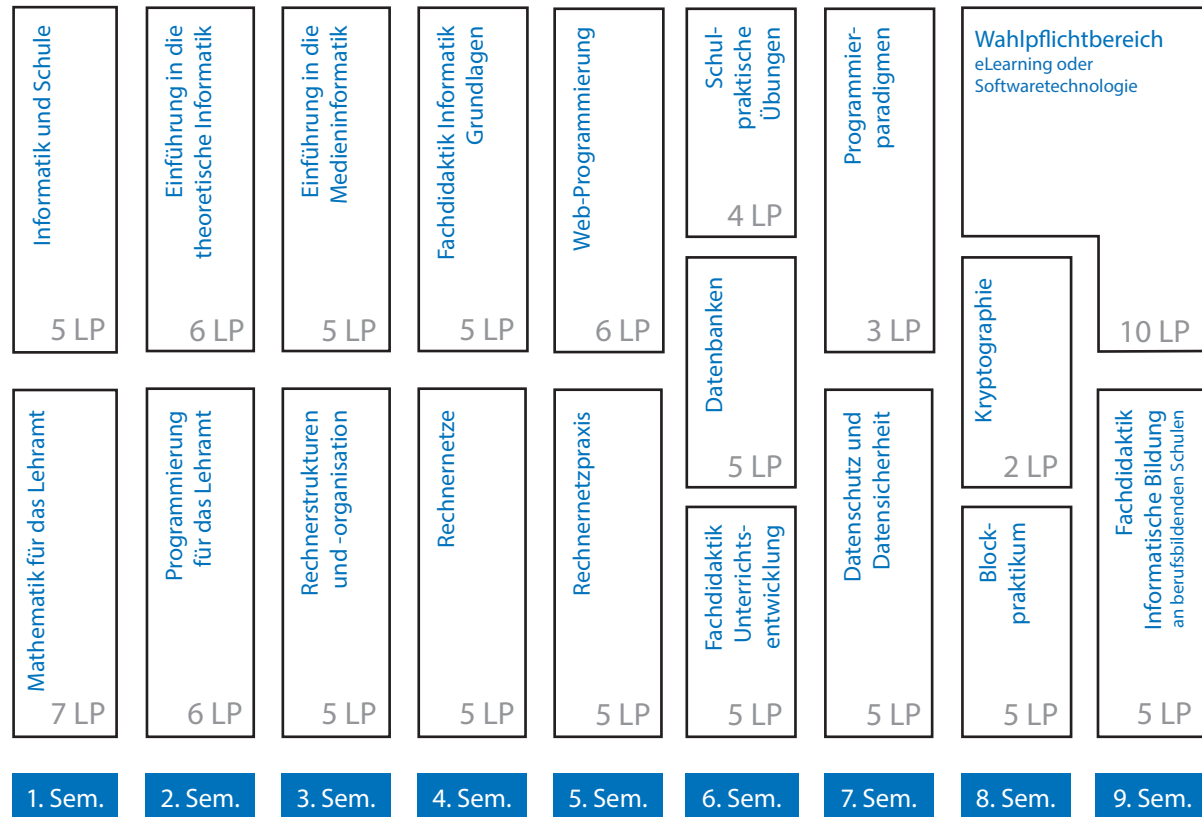 Informatik und Schule
5 LP
Einführung in die
theoretische Informatik
6 LP
Einführung in die
Medieninformatik
5 LP
Fachdidaktik Informatik
Grundlagen
5 LP
Web-Programmierung
6 LP
Schul-
praktische
Übungen
4 LP
Programmier-
paradigmen
3 LP
Wahlpflichtbereich
eLearning oder
Softwaretechnologie
10 LP
Datenbanken
5 LP
Kryptographie
2 LP
Mathematik für das Lehramt
7 LP
Programmierung
für das Lehramt
6 LP
Rechnerstrukturen
und -organisation
5 LP
Rechnernetze
5 LP
Rechnernetzpraxis
5 LP
Fachdidaktik
Unterrichts-
entwicklung
5 LP
Datenschutz und
Datensicherheit
5 LP
Block-
praktikum
5 LP
Fachdidaktik
Informatische Bildung
an berufsbildenden Schulen
5 LP
1. Sem.
2. Sem.
3. Sem.
4. Sem.
5. Sem.
6. Sem.
7. Sem.
8. Sem.
9. Sem.